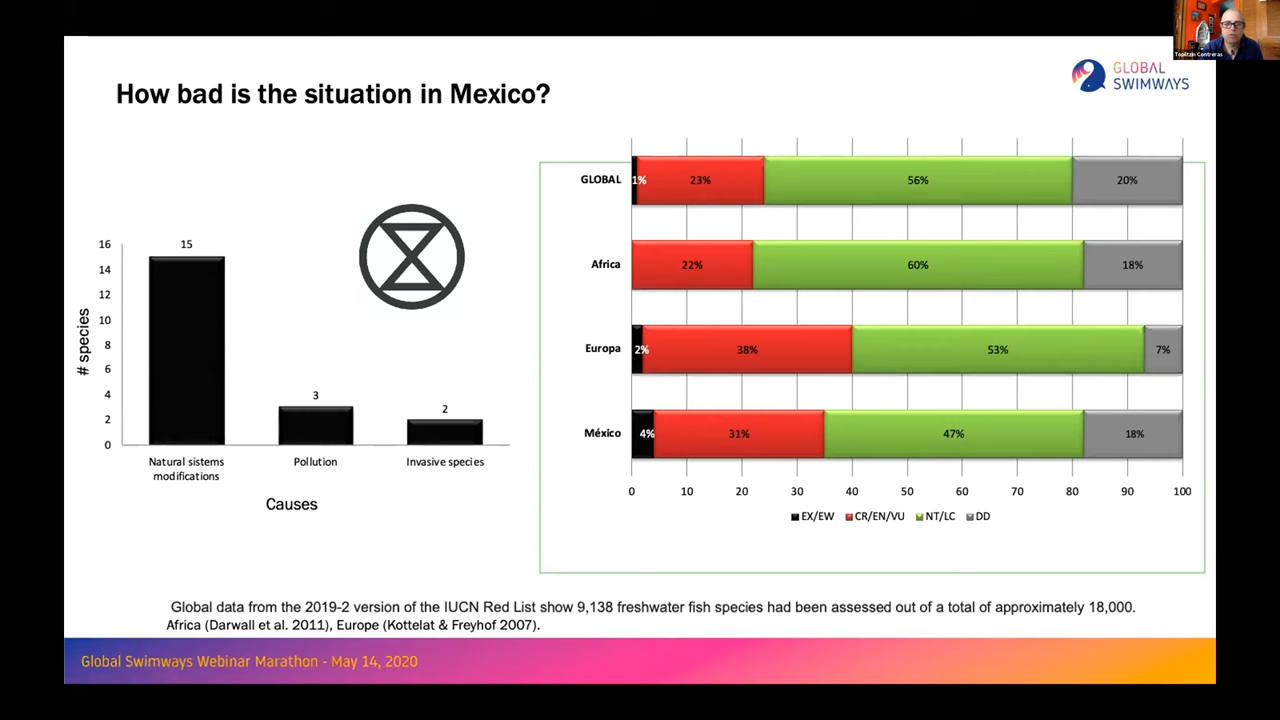 Topiltzin Contreras
GLOBAL
SWIMWAYS
How bad is the situation in Mexico?
# species
16
14
12
10
8
6
4
2
0
15
3
2
Natural sistems
modifications
Pollution
Invasive species
Causes
GLOBAL
1%
23%
56%
20%
Africa
22%
60%
18%
Europa
2%
38%
53%
7%
México
4%
31%
47%
18%
0 10 20 30 40 50 60 70 80 90 100
EX/EW CR/EN/VU NT/LC DD
Global data from the 2019-2 version of the IUCN Red List show 9,138 freshwater fish species had been assessed out of a total of approximately 18,000.
Africa (Darwall et al. 2011), Europe (Kottelat & Freyhof 2007).
Global Swimways Webinar Marathon - May 14, 2020